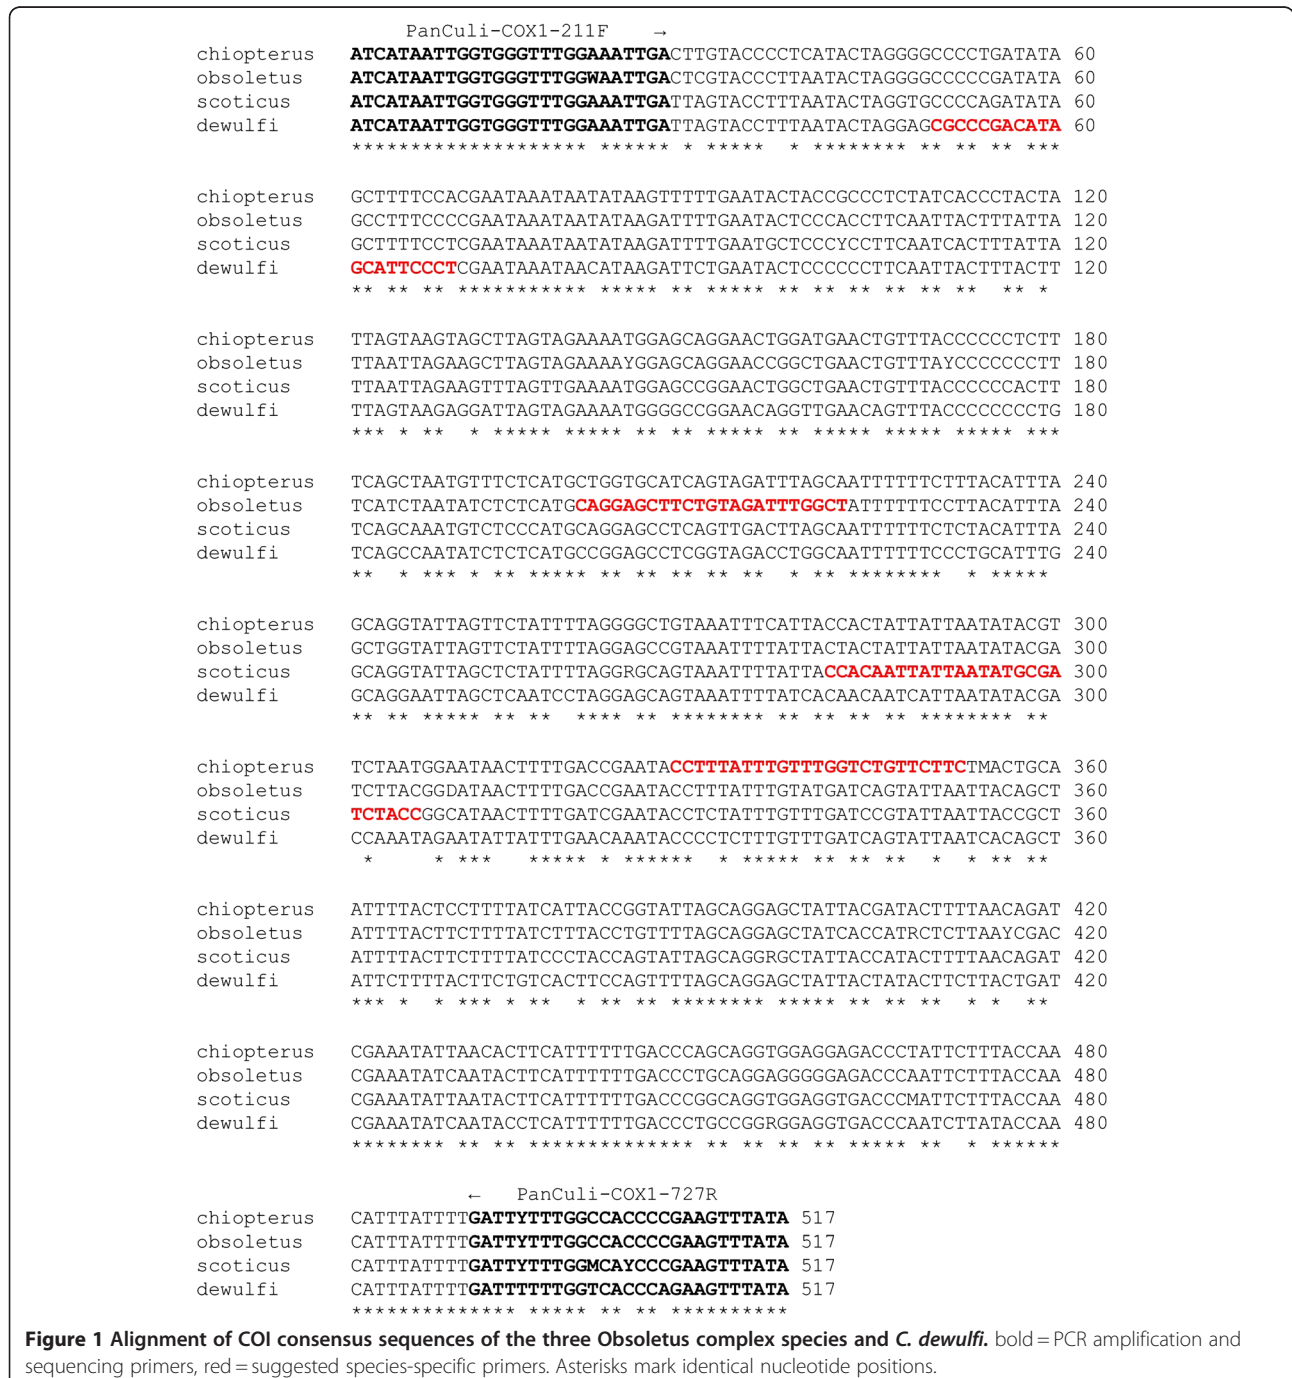 PanCuli-COX1-211F →
chiopterus ATCATAATTGGTGGGTTTGGAAATTGACTTGTACCCCTCATACTAGGGGCCCCTGATATA 60
obsoletus ATCATAATTGGTGGGTTTGGWAATTGACTCGTACCCTTAATACTAGGGGCCCCCGATATA 60
scoticus ATCATAATTGGTGGGTTTGGAAATTGATTAGTACCTTTAATACTAGGTGCCCCAGATATA 60
dewulfi ATCATAATTGGTGGGTTTGGAAATTGATTAGTACCTTTAATACTAGGAGCGCCCGACATA 60
******************** ****** * *****  * ******** ** ** ** ***
chiopterus GCTTTTCCACGAATAAATAATATAAGTTTTTGAATACTACCGCCCTCTATCACCCTACTA 120
obsoletus GCCTTTCCCCGAATAAATAATATAAGATTTTGAATACTCCCACCTTCAATTACTTTATTA 120
scoticus GCTTTTCCTCGAATAAATAATATAAGATTTTGAATGCTCCCYCCTTCAATCACTTTATTA 120
dewulfi GCATTCCCTCGAATAAATAACATAAGATTCTGAATACTCCCCCCTTCAATTACTTTACTT 120
** ** ** *********** ***** ** ***** ** ** ** ** ** **  ** *
chiopterus TTAGTAAGTAGCTTAGTAGAAAATGGAGCAGGAACTGGATGAACTGTTTACCCCCCTCTT 180
obsoletus TTAATTAGAAGCTTAGTAGAAAAYGGAGCAGGAACCGGCTGAACTGTTTAYCCCCCCCTT 180
scoticus TTAATTAGAAGTTTAGTTGAAAATGGAGCCGGAACTGGCTGAACTGTTTACCCCCCACTT 180
dewulfi TTAGTAAGAGGATTAGTAGAAAATGGGGCCGGAACAGGTTGAACAGTTTACCCCCCCCTG 180
*** * **  * ***** ***** ** ** ***** ** ***** ***** ***** ***
chiopterus TCAGCTAATGTTTCTCATGCTGGTGCATCAGTAGATTTAGCAATTTTTTCTTTACATTTA 240
obsoletus TCATCTAATATCTCTCATGCAGGAGCTTCTGTAGATTTGGCTATTTTTTCCTTACATTTA 240
scoticus TCAGCAAATGTCTCCCATGCAGGAGCCTCAGTTGACTTAGCTATTTTTTCTCTACATTTA 240
dewulfi TCAGCCAATATCTCTCATGCCGGAGCCTCGGTAGACCTGGCAATTTTTTCCCTGCATTTG 240
**  * *** * ** ***** ** ** ** **  * ** ********  * *****
chiopterus GCAGGTATTAGTTCTATTTTAGGGGCTGTAAATTTCATTACCACTATTATTAATATACGT 300
obsoletus GCTGGTATTAGTTCTATTTTAGGAGCCGTAAATTTTATTACTACTATTATTAATATACGA 300
scoticus GCAGGTATTAGCTCTATTTTAGGRGCAGTAAATTTTATTACCACAATTATTAATATGCGA 300
dewulfi GCAGGAATTAGCTCAATCCTAGGAGCAGTAAATTTTATCACAACAATCATTAATATACGA 300
** ** ***** ** **  **** ** ******** ** ** ** ** ******** **
chiopterus TCTAATGGAATAACTTTTGACCGAATACCTTTATTTGTTTGGTCTGTTCTTCTMACTGCA 360
obsoletus TCTTACGGDATAACTTTTGACCGAATACCTTTATTTGTATGATCAGTATTAATTACAGCT 360
scoticus TCTACCGGCATAACTTTTGATCGAATACCTCTATTTGTTTGATCCGTATTAATTACCGCT 360
dewulfi CCAAATAGAATATTATTTGAACAAATACCCCTCTTTGTTTGATCAGTATTAATCACAGCT 360
*     * ***   ***** * ******  * ***** ** ** **  *  * ** **
chiopterus ATTTTACTCCTTTTATCATTACCGGTATTAGCAGGAGCTATTACGATACTTTTAACAGAT 420
obsoletus ATTTTACTTCTTTTATCTTTACCTGTTTTAGCAGGAGCTATCACCATRCTCTTAAYCGAC 420
scoticus ATTTTACTTCTTTTATCCCTACCAGTATTAGCAGGRGCTATTACCATACTTTTAACAGAT 420
dewulfi ATTCTTTTACTTCTGTCACTTCCAGTTTTAGCAGGAGCTATTACTATACTTCTTACTGAT 420
*** *  * *** * **  * ** ** ******** ***** ** ** **  * *  **
chiopterus CGAAATATTAACACTTCATTTTTTGACCCAGCAGGTGGAGGAGACCCTATTCTTTACCAA 480
obsoletus CGAAATATCAATACTTCATTTTTTGACCCTGCAGGAGGGGGAGACCCAATTCTTTACCAA 480
scoticus CGAAATATTAATACTTCATTTTTTGACCCGGCAGGTGGAGGTGACCCMATTCTTTACCAA 480
dewulfi CGAAATATCAATACCTCATTTTTTGACCCTGCCGGRGGAGGTGACCCAATCTTATACCAA 480
******** ** ** ************** ** ** ** ** ***** **  * ******
← PanCuli-COX1-727R
chiopterus CATTTATTTTGATTYTTTGGCCACCCCGAAGTTTATA 517
obsoletus CATTTATTTTGATTYTTTGGCCACCCCGAAGTTTATA 517
scoticus CATTTATTTTGATTYTTTGGMCAYCCCGAAGTTTATA 517
dewulfi CATTTATTTTGATTTTTTGGTCACCCAGAAGTTTATA 517
************** ***** ** ** **********
Figure 1 Alignment of COI consensus sequences of the three Obsoletus complex species and C. dewulfi. bold = PCR amplification and
sequencing primers, red = suggested species-specific primers. Asterisks mark identical nucleotide positions.